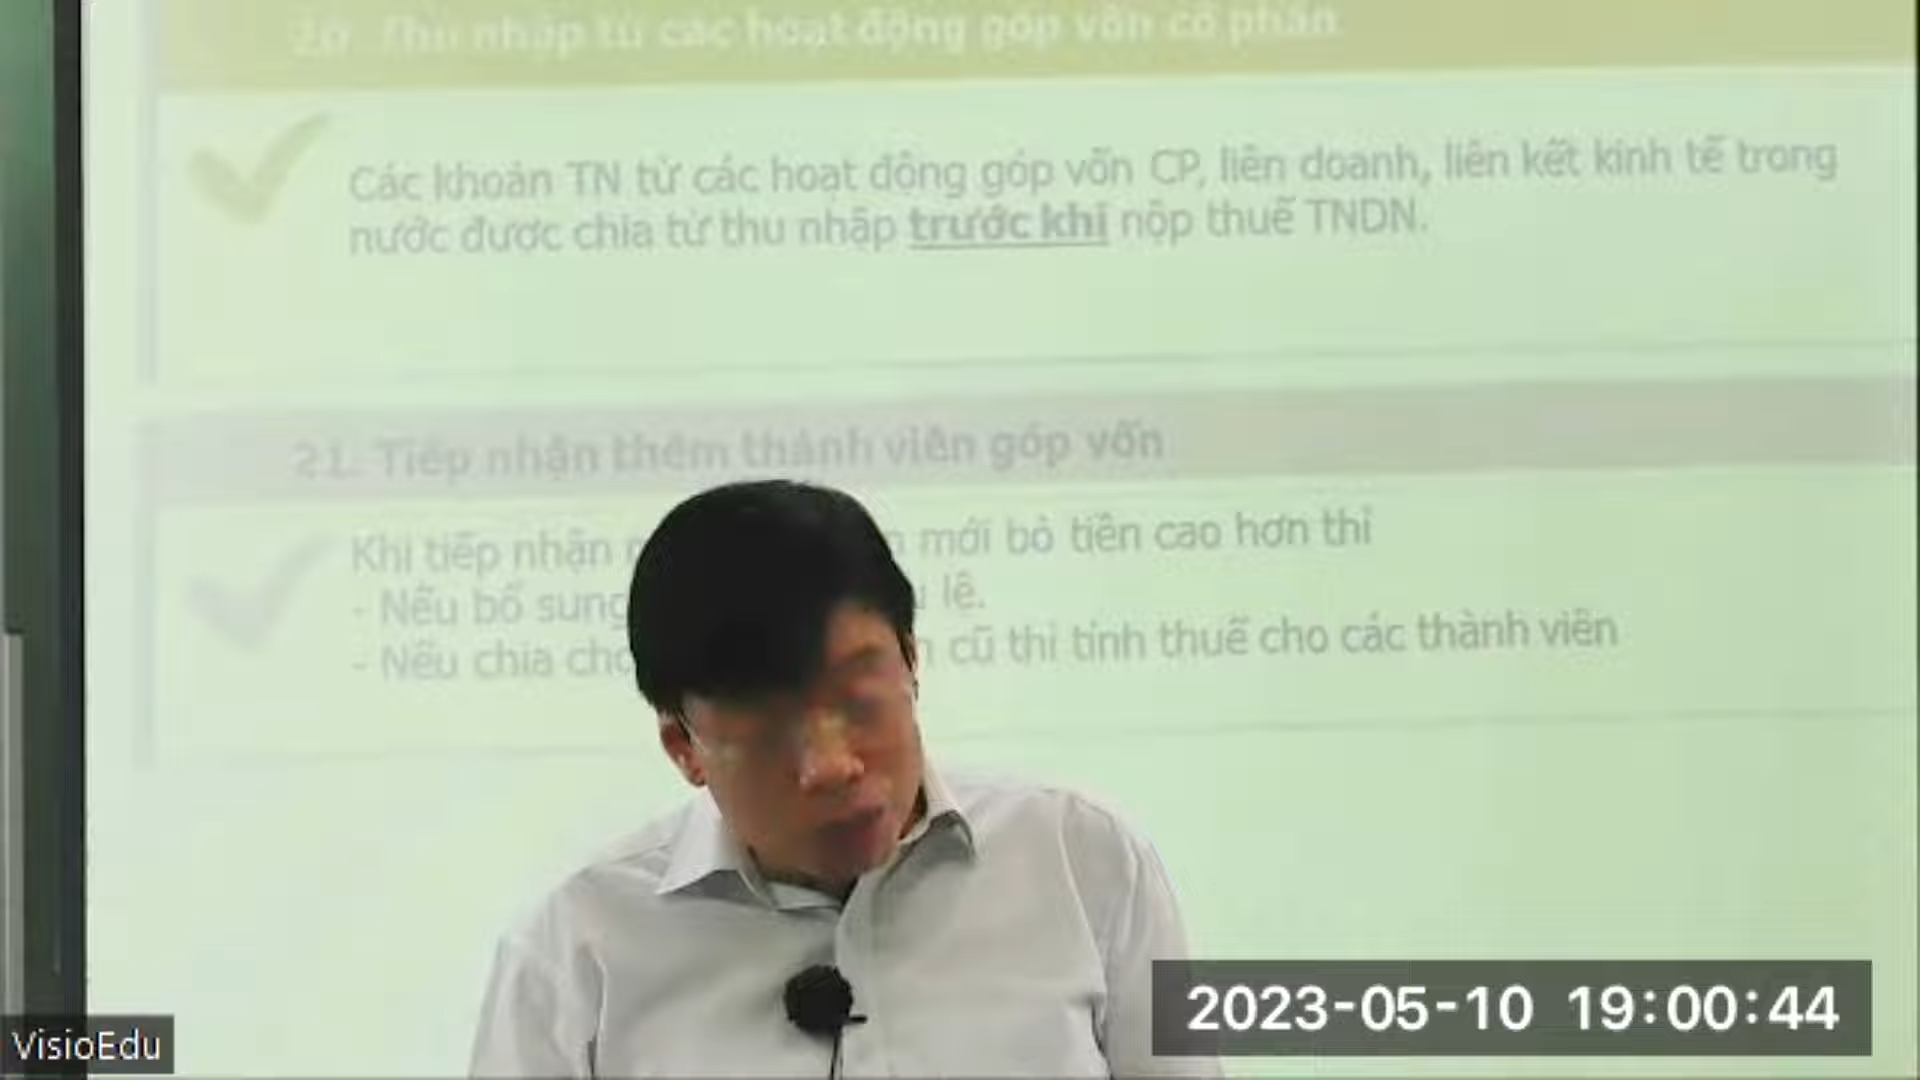 20. Thu nhập từ các hoạt động góp vốn cổ phần
Các khoản TN từ các hoạt động góp vốn CP, liên doanh, liên kết kinh tế trong
nước được chia từ thu nhập trước khi nộp thuế TNDN.
21. Tiếp nhận thêm thành viên góp vốn
Khi tiếp nhận mới bỏ tiền cao hơn thì
- Nếu bổ sung lệ.
- Nếu chia cho cũ thì tính thuế cho các thành viên
VisioEdu
2023-05-10 19:00:44